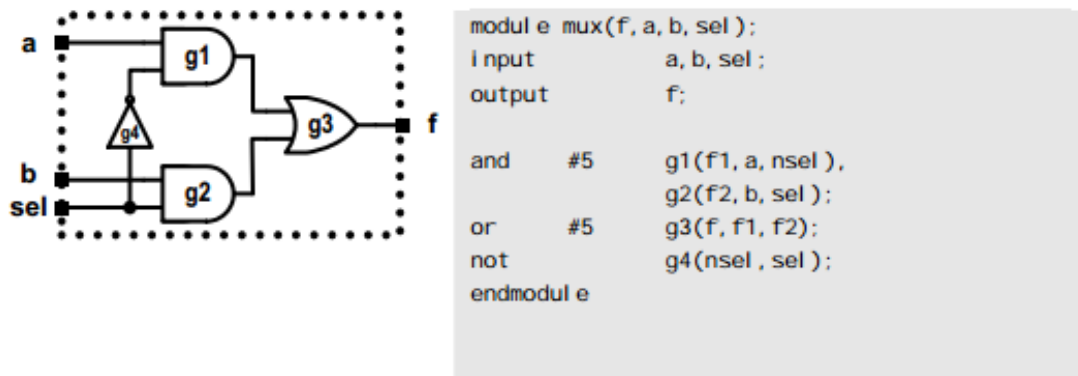 a
g1
g4
g3
f
b
g2
sel
module mux(f,a,b,sel);
input a,b,sel;
output f;
and #5 g1(f1,a,nsel),
g2(f2,b,sel);
or #5 g3(f,f1,f2);
not g4(nsel,sel);
endmodule